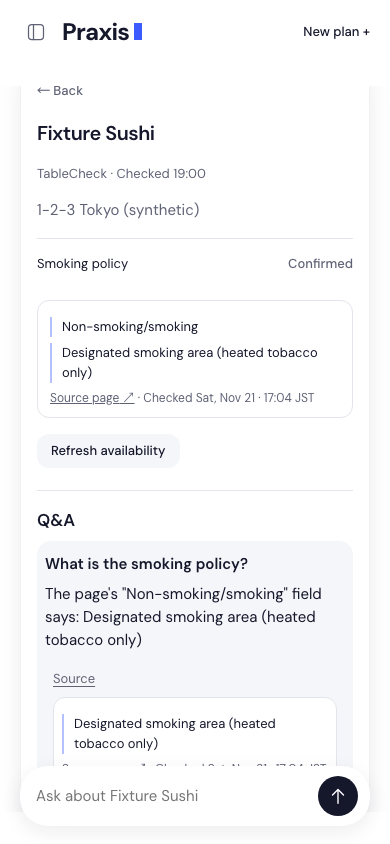 Praxis
New plan +
← Back
Fixture Sushi
TableCheck · Checked 19:00
1-2-3 Tokyo (synthetic)
Smoking policy
Confirmed
Non-smoking/smoking
Designated smoking area (heated tobacco
only)
Source page ↗ · Checked Sat, Nov 21 · 17:04 JST
Refresh availability
Q&A
What is the smoking policy?
The page's "Non-smoking/smoking" field
says: Designated smoking area (heated
tobacco only)
Source
Designated smoking area (heated
tobacco only)
Ask about Fixture Sushi